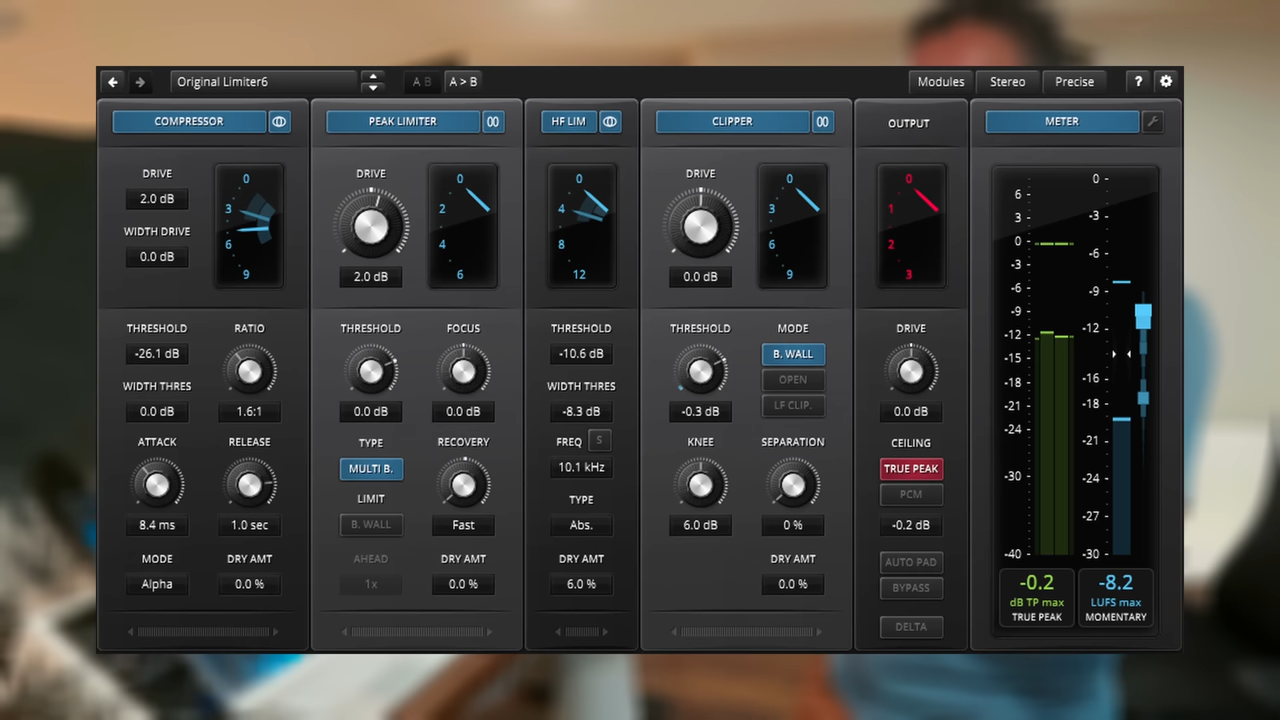 Original Limiter6 A B A > B Modules Stereo Precise ?
COMPRESSOR
DRIVE
2.0 dB
WIDTH DRIVE
0.0 dB
0
3
6
9
THRESHOLD RATIO
-26.1 dB
WIDTH THRES
0.0 dB 1.6:1
ATTACK RELEASE
8.4 ms 1.0 sec
MODE DRY AMT
Alpha 0.0 %
PEAK LIMITER
DRIVE
2.0 dB
0
2
4
6
THRESHOLD FOCUS
0.0 dB 0.0 dB
TYPE RECOVERY
MULTI B.
LIMIT
B. WALL Fast
AHEAD DRY AMT
1x 0.0 %
HF LIM
0
4
8
12
THRESHOLD
-10.6 dB
WIDTH THRES
-8.3 dB
FREQ S
10.1 kHz
TYPE
Abs.
DRY AMT
6.0 %
CLIPPER
DRIVE
0.0 dB
0
3
6
9
THRESHOLD MODE
B. WALL
OPEN
-0.3 dB LF CLIP.
KNEE SEPARATION
6.0 dB 0 %
DRY AMT
0.0 %
OUTPUT
0
1
2
3
DRIVE
0.0 dB
CEILING
TRUE PEAK
PCM
-0.2 dB
AUTO PAD
BYPASS
DELTA
METER
6
3
0
-3
-6
-9
-12
-15
-18
-21
-24
-30
-40
0
-3
-6
-9
-12
-16
-18
-21
-24
-27
-30
-0.2
dB TP max
TRUE PEAK
-8.2
LUFS max
MOMENTARY